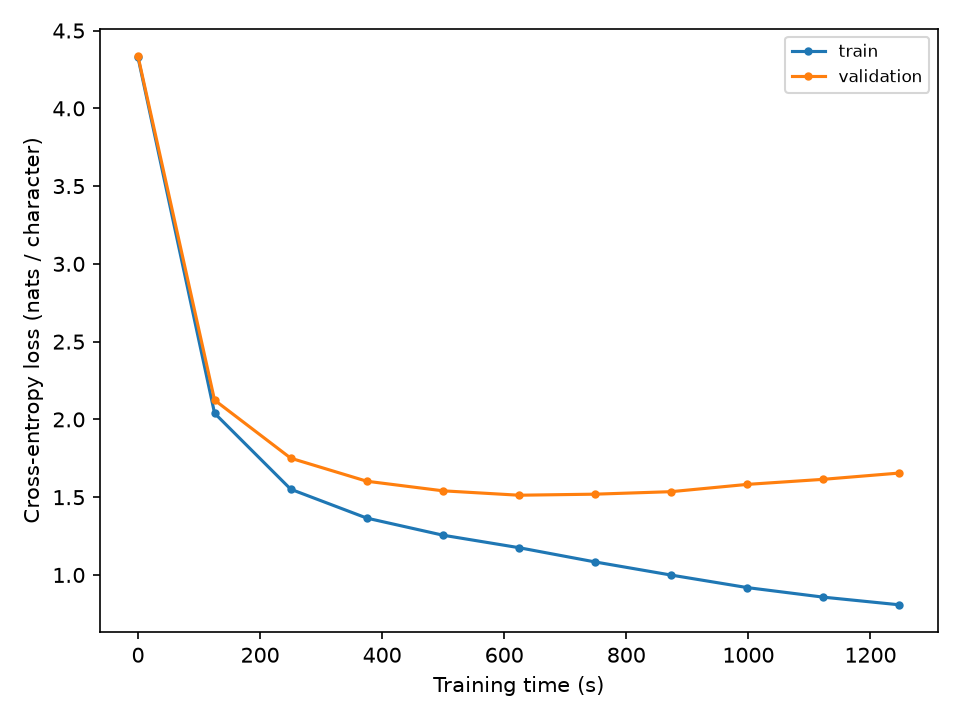 4.5
4.0
3.5
3.0
2.5
2.0
1.5
1.0
Cross-entropy loss (nats / character)
train
validation
0 200 400 600 800 1000 1200
Training time (s)